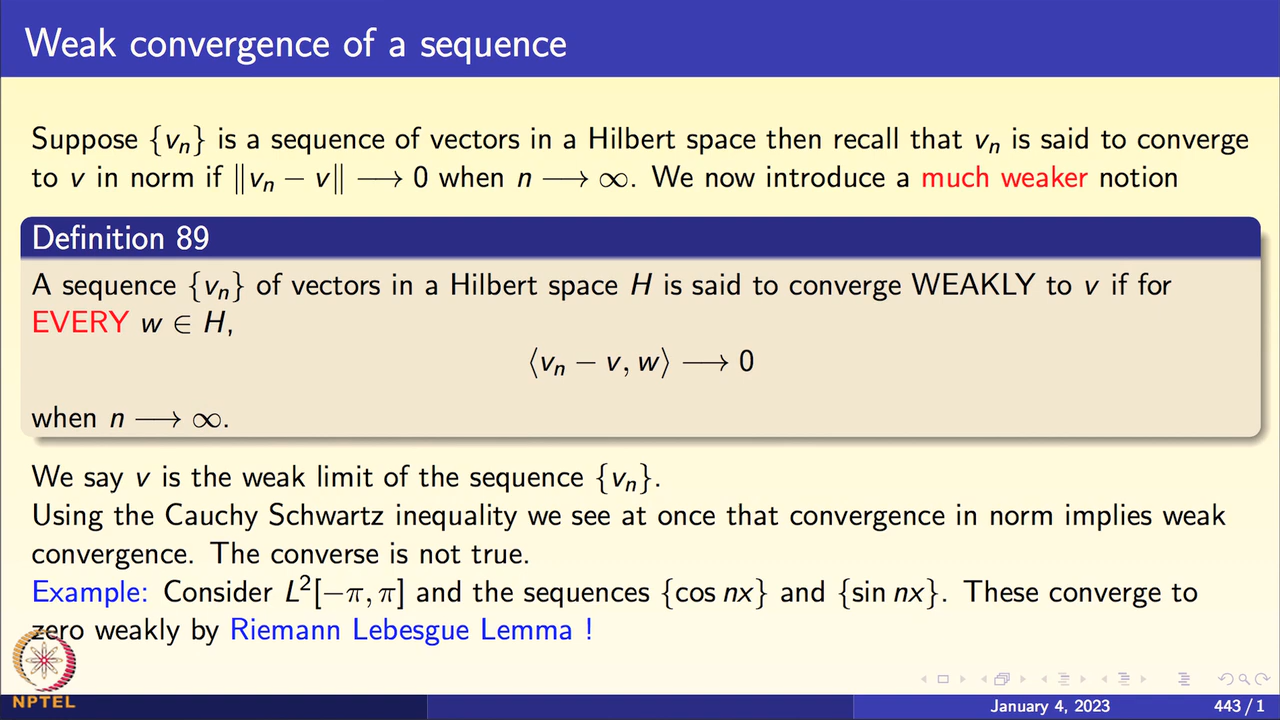 Weak convergence of a sequence
Suppose {vₙ} is a sequence of vectors in a Hilbert space then recall that vₙ is said to converge
to v in norm if ‖vₙ − v‖ ⟶ 0 when n ⟶ ∞. We now introduce a much weaker notion
Definition 89
A sequence {vₙ} of vectors in a Hilbert space H is said to converge WEAKLY to v if for
EVERY w ∈ H,
⟨vₙ − v, w⟩ ⟶ 0
when n ⟶ ∞.
We say v is the weak limit of the sequence {vₙ}.
Using the Cauchy Schwartz inequality we see at once that convergence in norm implies weak
convergence. The converse is not true.
Example: Consider L²[−π, π] and the sequences {cos nx} and {sin nx}. These converge to
zero weakly by Riemann Lebesgue Lemma !
NPTEL
January 4, 2023 443 / 1